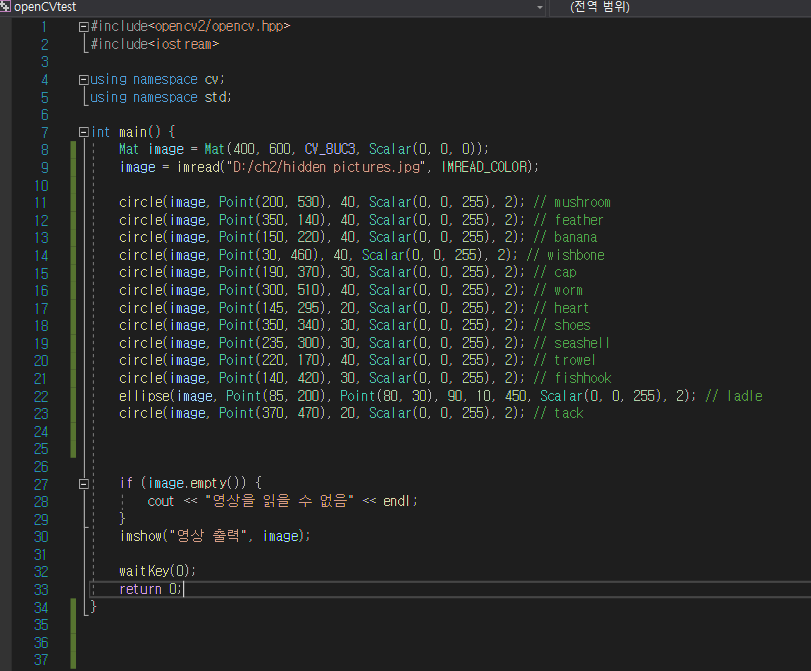 openCVtest (전역 범위)
1 #include<opencv2/opencv.hpp>
2 #include<iostream>
3
4 using namespace cv;
5 using namespace std;
6
7 int main() {
8 Mat image = Mat(400, 600, CV_8UC3, Scalar(0, 0, 0));
9 image = imread("D:/ch2/hidden pictures.jpg", IMREAD_COLOR);
10
11 circle(image, Point(200, 530), 40, Scalar(0, 0, 255), 2); // mushroom
12 circle(image, Point(350, 140), 40, Scalar(0, 0, 255), 2); // feather
13 circle(image, Point(150, 220), 40, Scalar(0, 0, 255), 2); // banana
14 circle(image, Point(30, 460), 40, Scalar(0, 0, 255), 2); // wishbone
15 circle(image, Point(190, 370), 30, Scalar(0, 0, 255), 2); // cap
16 circle(image, Point(300, 510), 40, Scalar(0, 0, 255), 2); // worm
17 circle(image, Point(145, 295), 20, Scalar(0, 0, 255), 2); // heart
18 circle(image, Point(350, 340), 30, Scalar(0, 0, 255), 2); // shoes
19 circle(image, Point(235, 300), 30, Scalar(0, 0, 255), 2); // seashell
20 circle(image, Point(220, 170), 40, Scalar(0, 0, 255), 2); // trowel
21 circle(image, Point(140, 420), 30, Scalar(0, 0, 255), 2); // fishhook
22 ellipse(image, Point(85, 200), Point(80, 30), 90, 10, 450, Scalar(0, 0, 255), 2); // ladle
23 circle(image, Point(370, 470), 20, Scalar(0, 0, 255), 2); // tack
24
25
26
27 if (image.empty()) {
28 cout << "영상을 읽을 수 없음" << endl;
29 }
30 imshow("영상 출력", image);
31
32 waitKey(0);
33 return 0;
34 }
35
36
37